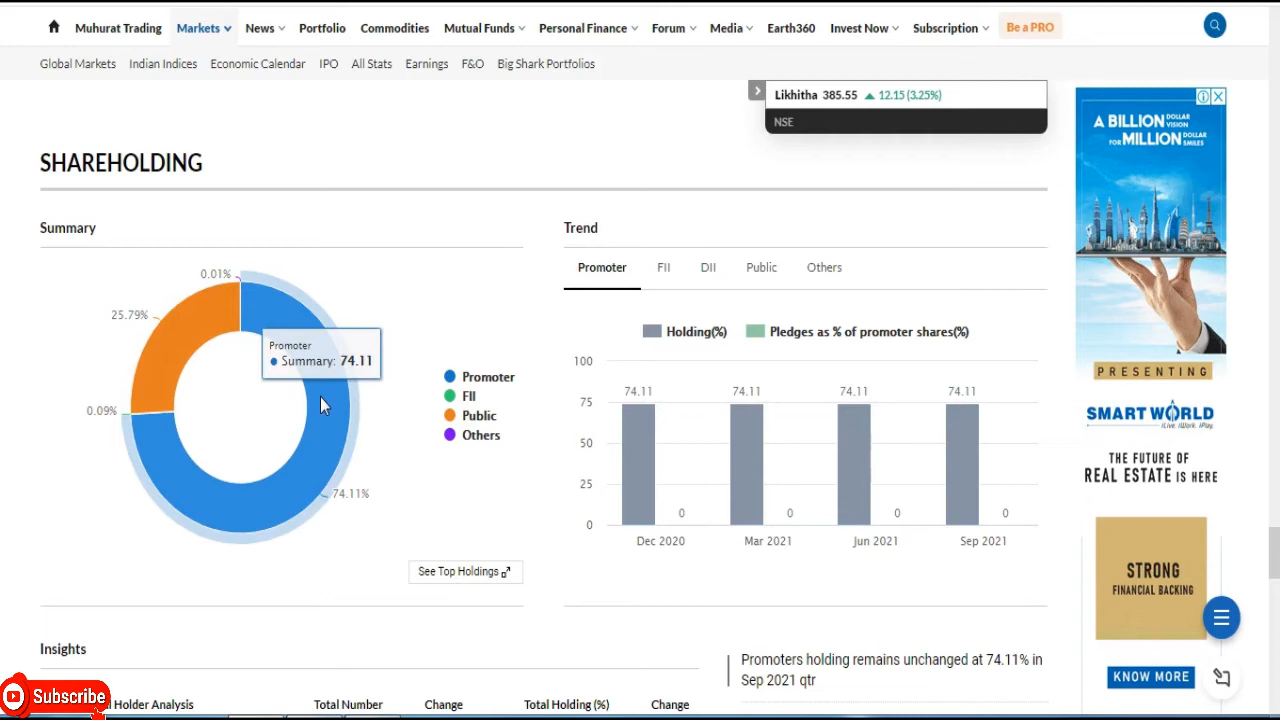 Muhurat Trading Markets News Portfolio Commodities Mutual Funds Personal Finance Forum Media Earth360 Invest Now Subscription Be a PRO
Global Markets Indian Indices Economic Calendar IPO All Stats Earnings F&O Big Shark Portfolios
Likhitha 385.55 ▲ 12.15 (3.25%)
NSE
SHAREHOLDING
Summary
0.01%
25.79%
0.09%
74.11%
Promoter
Summary: 74.11
Promoter
FII
Public
Others
See Top Holdings
Trend
Promoter FII DII Public Others
Holding(%) Pledges as % of promoter shares(%)
100
75
50
25
0
74.11 74.11 74.11 74.11
0 0 0 0
Dec 2020 Mar 2021 Jun 2021 Sep 2021
Insights
Holder Analysis Total Number Change Total Holding (%) Change
Promoters holding remains unchanged at 74.11% in
Sep 2021 qtr
Subscribe
A BILLION DOLLAR VISION
FOR MILLION DOLLAR SMILES
PRESENTING
SMART WORLD
iLive. iWork. iPlay.
THE FUTURE OF
REAL ESTATE IS HERE
STRONG
FINANCIAL BACKING
KNOW MORE